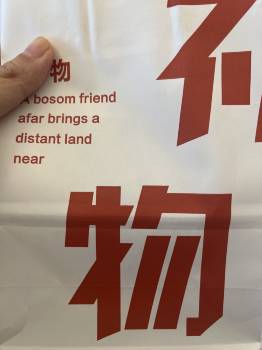 物
A bosom friend
afar brings a
distant land
near
物